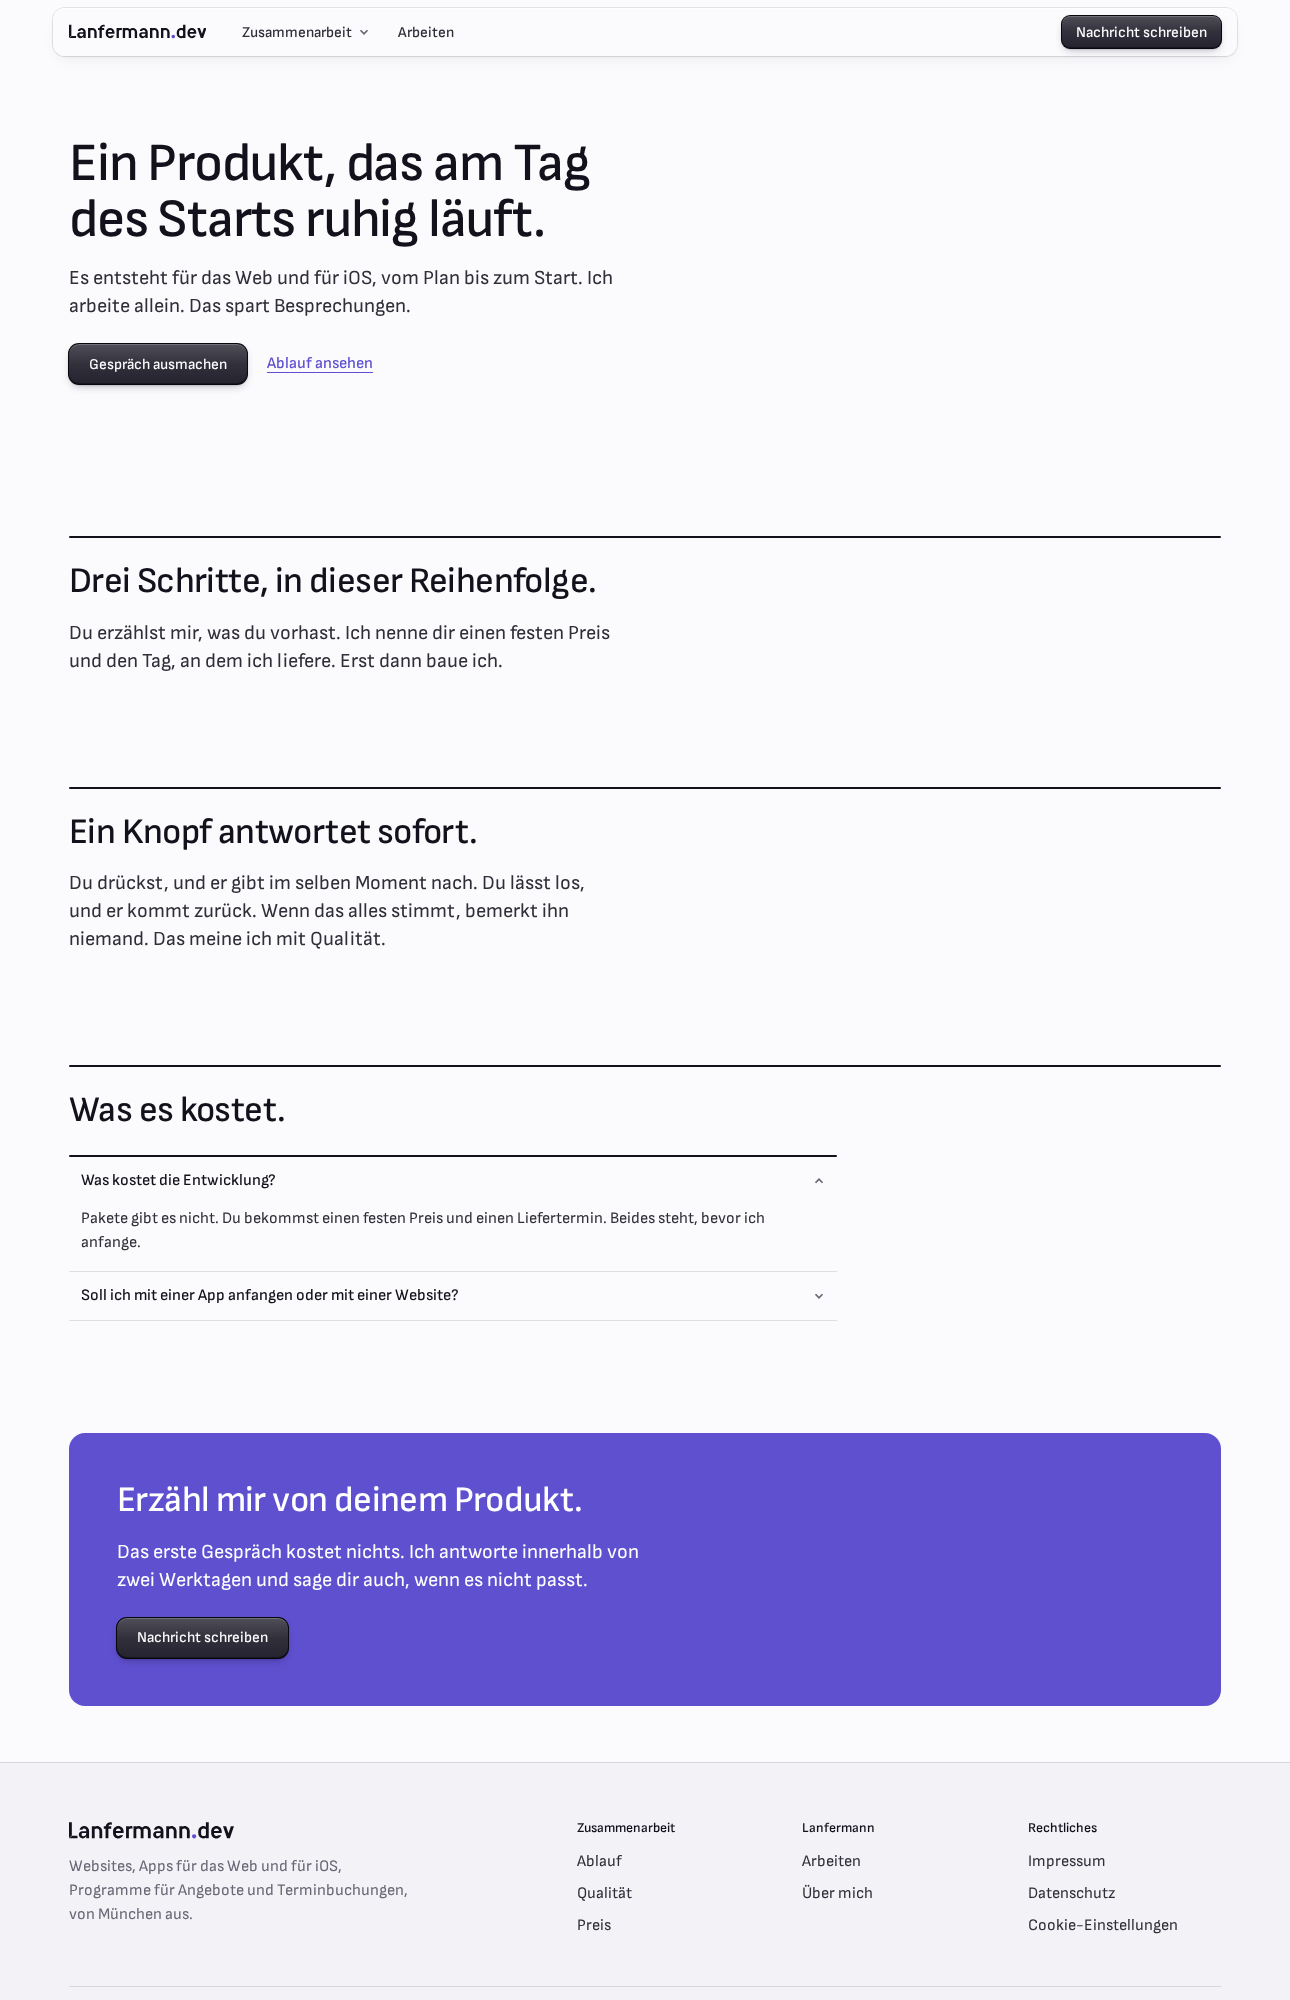 Lanfermann.dev
Zusammenarbeit
Arbeiten
Nachricht schreiben
Ein Produkt, das am Tag
des Starts ruhig läuft.
Es entsteht für das Web und für iOS, vom Plan bis zum Start. Ich
arbeite allein. Das spart Besprechungen.
Gespräch ausmachen
Ablauf ansehen
Drei Schritte, in dieser Reihenfolge.
Du erzählst mir, was du vorhast. Ich nenne dir einen festen Preis
und den Tag, an dem ich liefere. Erst dann baue ich.
Ein Knopf antwortet sofort.
Du drückst, und er gibt im selben Moment nach. Du lässt los,
und er kommt zurück. Wenn das alles stimmt, bemerkt ihn
niemand. Das meine ich mit Qualität.
Was es kostet.
Was kostet die Entwicklung?
Pakete gibt es nicht. Du bekommst einen festen Preis und einen Liefertermin. Beides steht, bevor ich
anfange.
Soll ich mit einer App anfangen oder mit einer Website?
Erzähl mir von deinem Produkt.
Das erste Gespräch kostet nichts. Ich antworte innerhalb von
zwei Werktagen und sage dir auch, wenn es nicht passt.
Nachricht schreiben
Lanfermann.dev
Websites, Apps für das Web und für iOS,
Programme für Angebote und Terminbuchungen,
von München aus.
Zusammenarbeit
Ablauf
Qualität
Preis
Lanfermann
Arbeiten
Über mich
Rechtliches
Impressum
Datenschutz
Cookie-Einstellungen